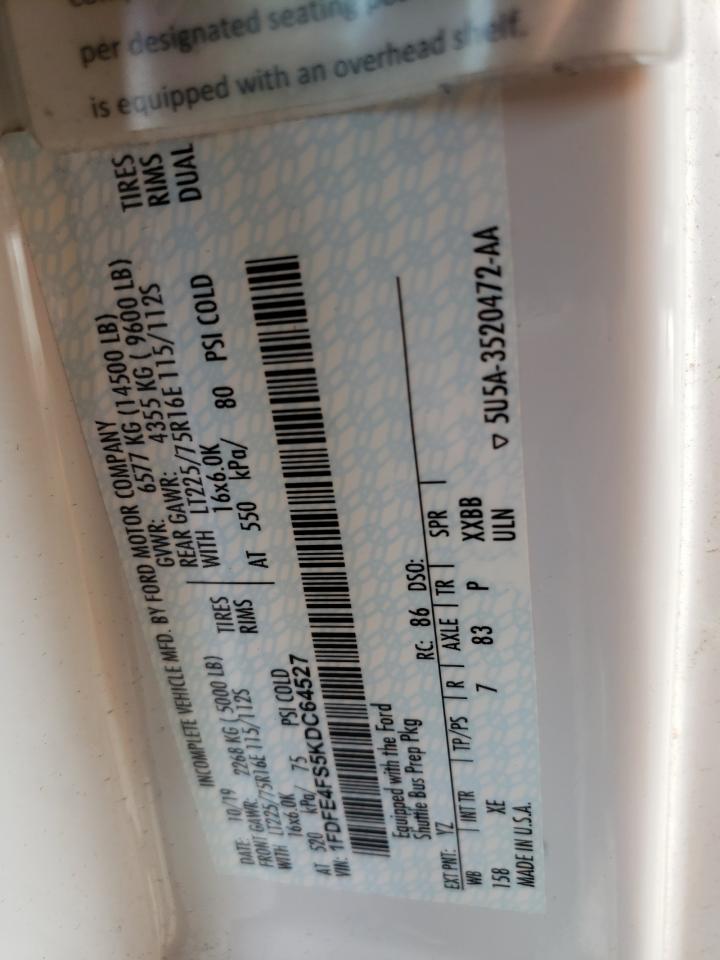 per designated seating
is equipped with an overhead shelf.
INCOMPLETE VEHICLE MFD. BY FORD MOTOR COMPANY
DATE: 10/19 GVWR: 6577 KG (14500 LB)
FRONT GAWR: 2268 KG (5000 LB) REAR GAWR: 4355 KG (9600 LB)
WITH LT225/75R16E 115/112S TIRES WITH LT225/75R16E 115/112S TIRES
16x6.0K RIMS 16x6.0K RIMS
AT 520 kPa/ 75 PSI COLD AT 550 kPa/ 80 PSI COLD DUAL
VIN: 1FDFE4FS5KDC64527
Equipped with the Ford
Shuttle Bus Prep Pkg
RC: 86 DSO:
EXT PNT: YZ
WB INT TR TP/PS R AXLE TR SPR
158 XE 7 83 P XXBB
ULN
MADE IN U.S.A. ▽ 5U5A-3520472-AA